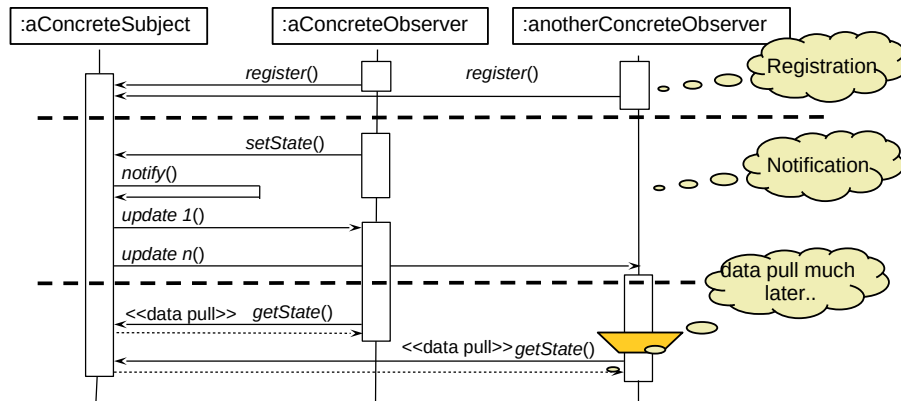 :aConcreteSubject
:aConcreteObserver
:anotherConcreteObserver
register()
register()
Registration
setState()
notify()
Notification
update 1()
update n()
data pull much
later..
<<data pull>>
getState()
<<data pull>>
getState()